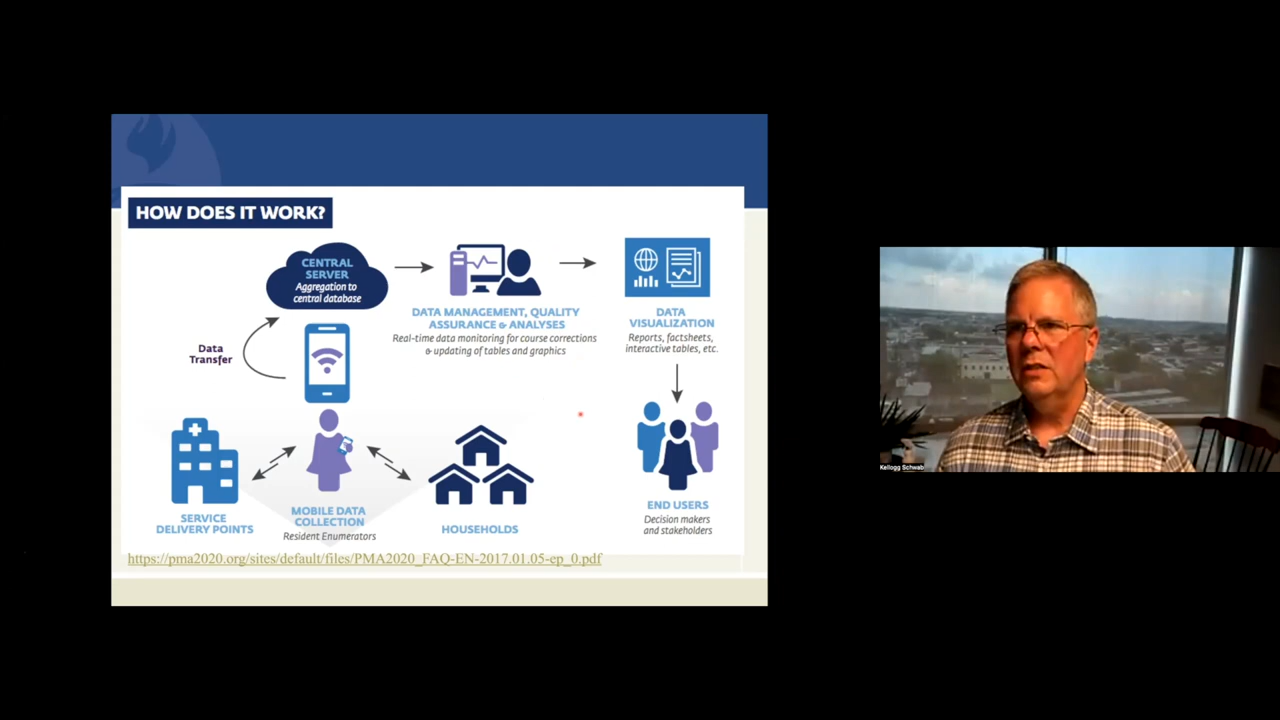 HOW DOES IT WORK?
CENTRAL
SERVER
Aggregation to
central database
DATA MANAGEMENT, QUALITY
ASSURANCE & ANALYSES
Real-time data monitoring for course corrections
& updating of tables and graphics
DATA
VISUALIZATION
Reports, factsheets,
interactive tables, etc.
Data
Transfer
SERVICE
DELIVERY POINTS
MOBILE DATA
COLLECTION
Resident Enumerators
HOUSEHOLDS
END USERS
Decision makers
and stakeholders
https://pma2020.org/sites/default/files/PMA2020_FAQ-EN-2017.01.05-ep_0.pdf
Kellogg Schwab